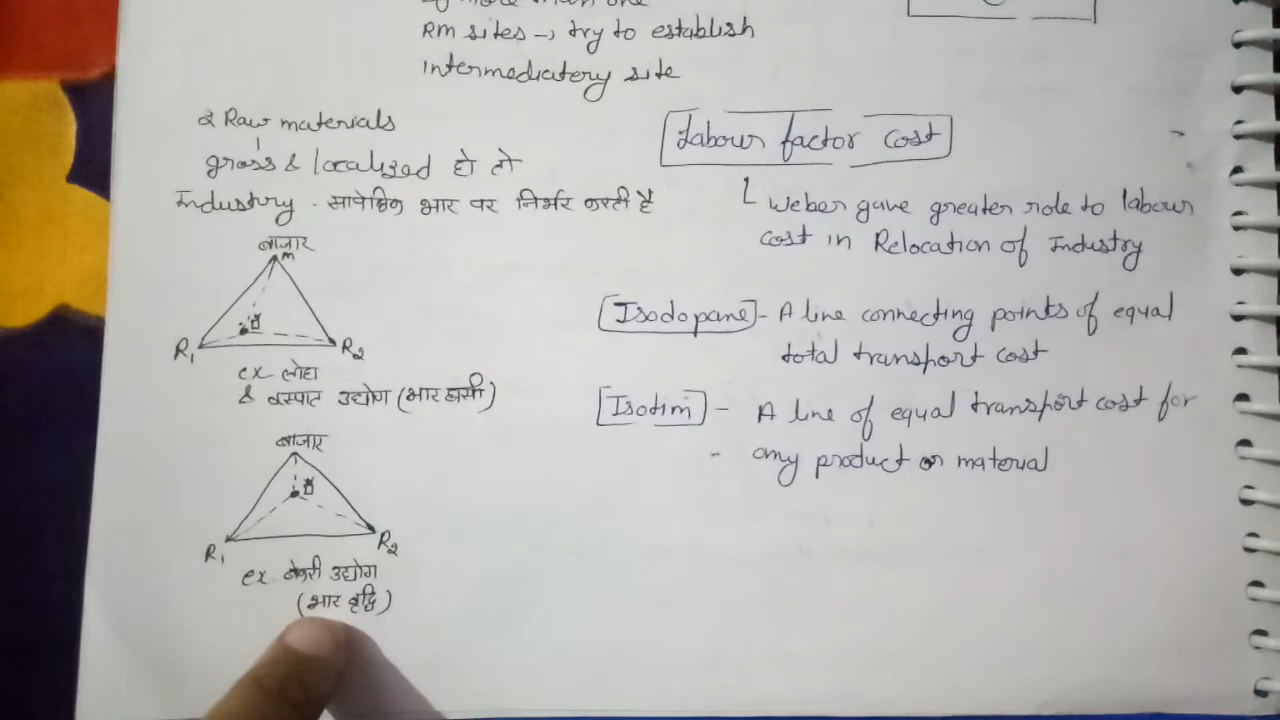 RM sites → try to establish
Intermediatery site
2 Raw materials
gross & localized हो तो
Industry - सापेक्षिक भार पर निर्भर करती है
बाजार
m
R1
R2
ex लोहा
& इस्पात उद्योग (भार ह्रासी)
बाजार
R1
R2
ex बेकरी उद्योग
(भार वृद्धि)
Labour factor cost
Weber gave greater role to labour
cost in Relocation of Industry
Isodopane - A line connecting points of equal
total transport cost
Isotim - A line of equal transport cost for
any product or material